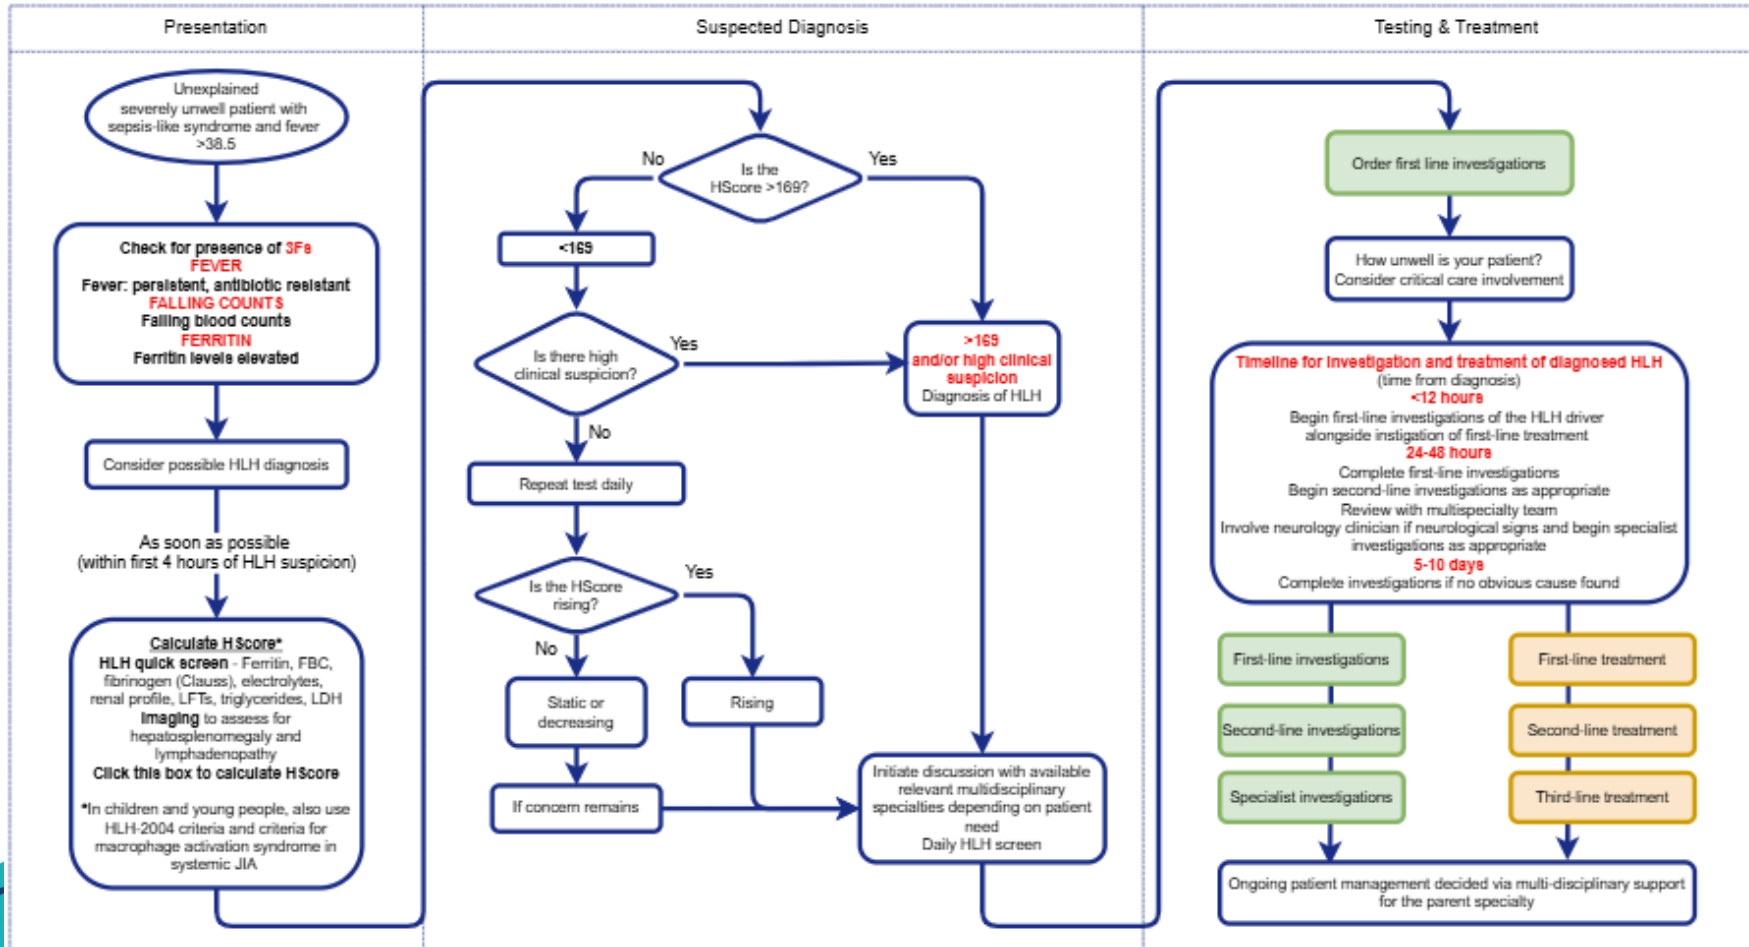 Presentation
Unexplained
severely unwell patient with
sepsis-like syndrome and fever
>38.5
Check for presence of 3Fs
FEVER
Fever: persistent, antibiotic resistant
FALLING COUNTS
Falling blood counts
FERRITIN
Ferritin levels elevated
Consider possible HLH diagnosis
As soon as possible
(within first 4 hours of HLH suspicion)
Calculate HScore*
HLH quick screen - Ferritin, FBC,
fibrinogen (Clauss), electrolytes,
renal profile, LFTs, triglycerides, LDH
Imaging to assess for
hepatosplenomegaly and
lymphadenopathy
Click this box to calculate HScore
*In children and young people, also use
HLH-2004 criteria and criteria for
macrophage activation syndrome in
systemic JIA
Suspected Diagnosis
Is the
HScore >169?
No
Yes
<169
Is there high
clinical suspicion?
Yes
No
>169
and/or high clinical
suspicion
Diagnosis of HLH
Repeat test daily
Is the HScore
rising?
Yes
No
Static or
decreasing
Rising
If concern remains
Initiate discussion with available
relevant multidisciplinary
specialties depending on patient
need
Daily HLH screen
Testing & Treatment
Order first line investigations
How unwell is your patient?
Consider critical care involvement
Timeline for investigation and treatment of diagnosed HLH
(time from diagnosis)
<12 hours
Begin first-line investigations of the HLH driver
alongside instigation of first-line treatment
24-48 hours
Complete first-line investigations
Begin second-line investigations as appropriate
Review with multispecialty team
Involve neurology clinician if neurological signs and begin specialist
investigations as appropriate
5-10 days
Complete investigations if no obvious cause found
First-line investigations
Second-line investigations
Specialist investigations
First-line treatment
Second-line treatment
Third-line treatment
Ongoing patient management decided via multi-disciplinary support
for the parent specialty